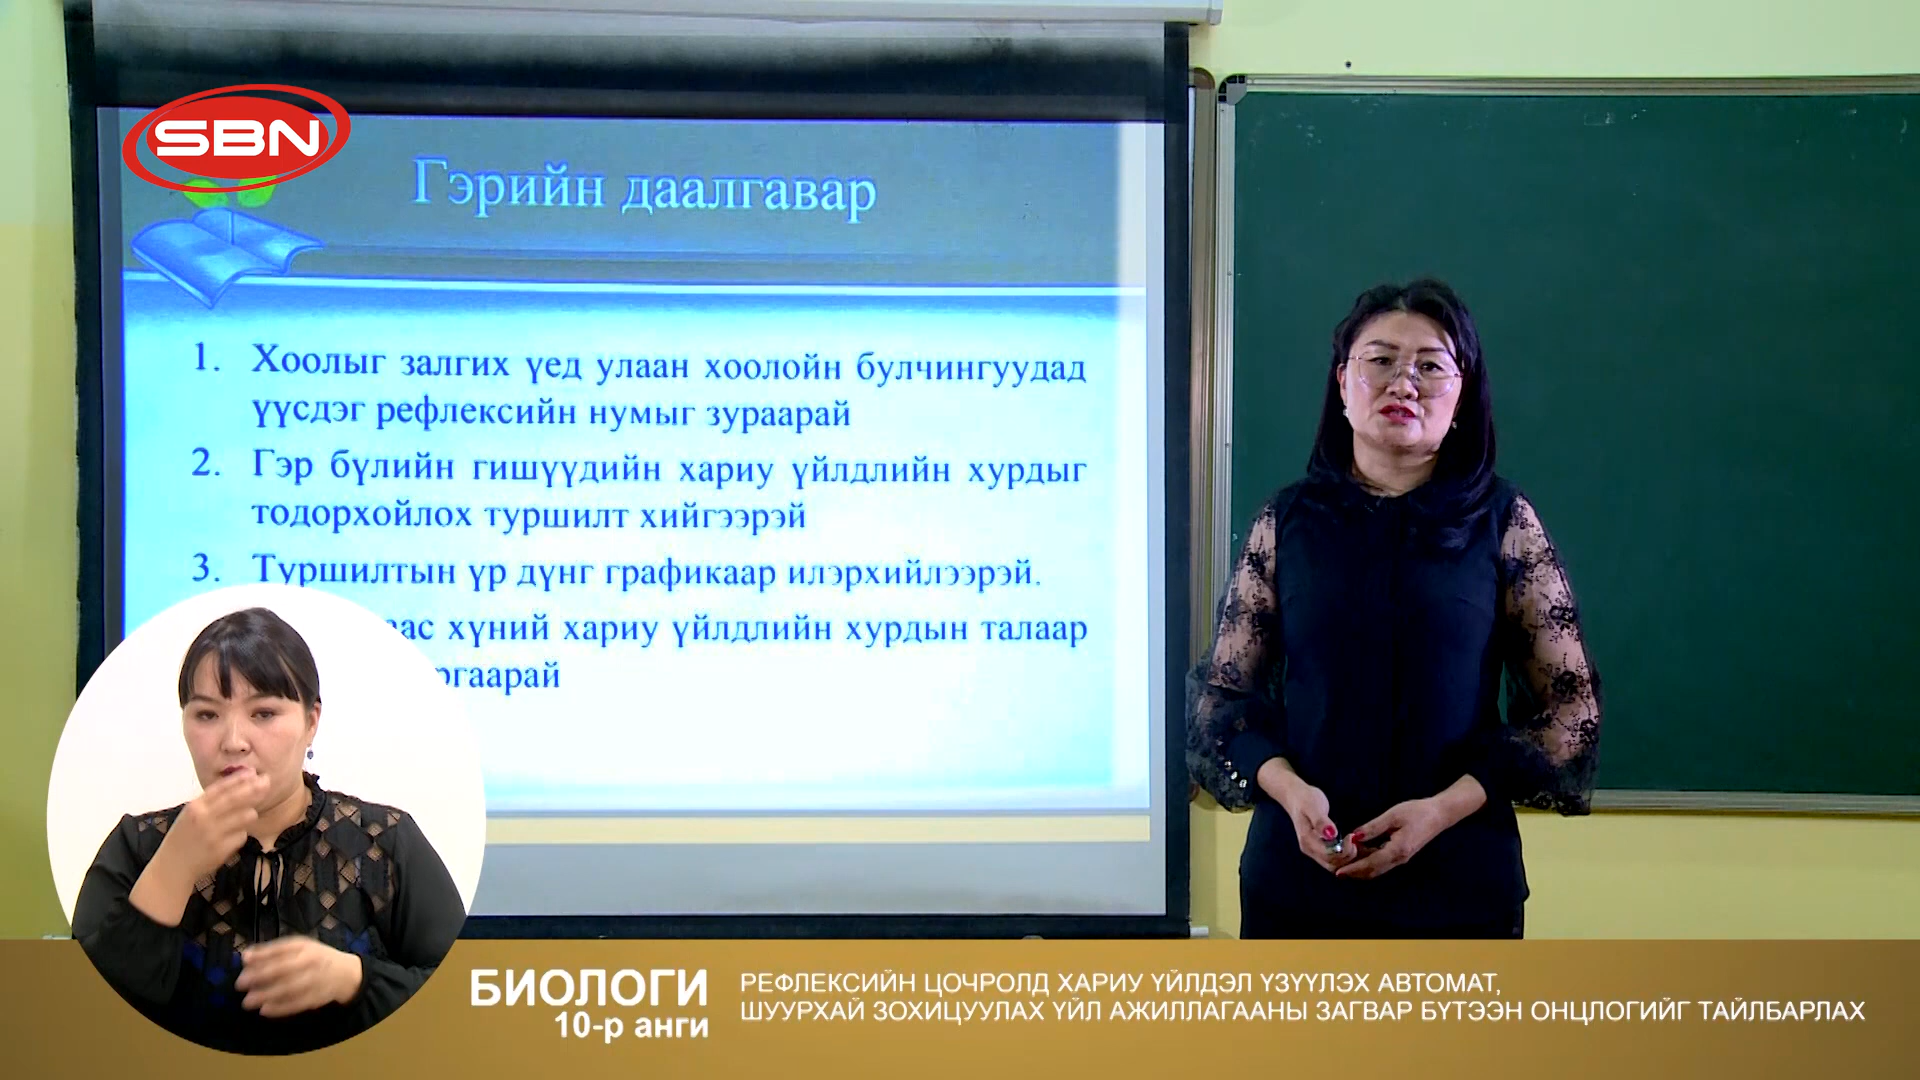 SBN
Гэрийн даалгавар
1. Хоолыг залгих үед улаан хоолойн булчингуудад
үүсдэг рефлексийн нумыг зураарай
2. Гэр бүлийн гишүүдийн хариу үйлдлийн хурдыг
тодорхойлох туршилт хийгээрэй
3. Туршилтын үр дүнг графикаар илэрхийлээрэй.
хүний хариу үйлдлийн хурдын талаар
БИОЛОГИ
10-р анги
РЕФЛЕКСИЙН ЦОЧРОЛД ХАРИУ ҮЙЛДЭЛ ҮЗҮҮЛЭХ АВТОМАТ,
ШУУРХАЙ ЗОХИЦУУЛАХ ҮЙЛ АЖИЛЛАГААНЫ ЗАГВАР БҮТЭЭН ОНЦЛОГИЙГ ТАЙЛБАРЛАХ